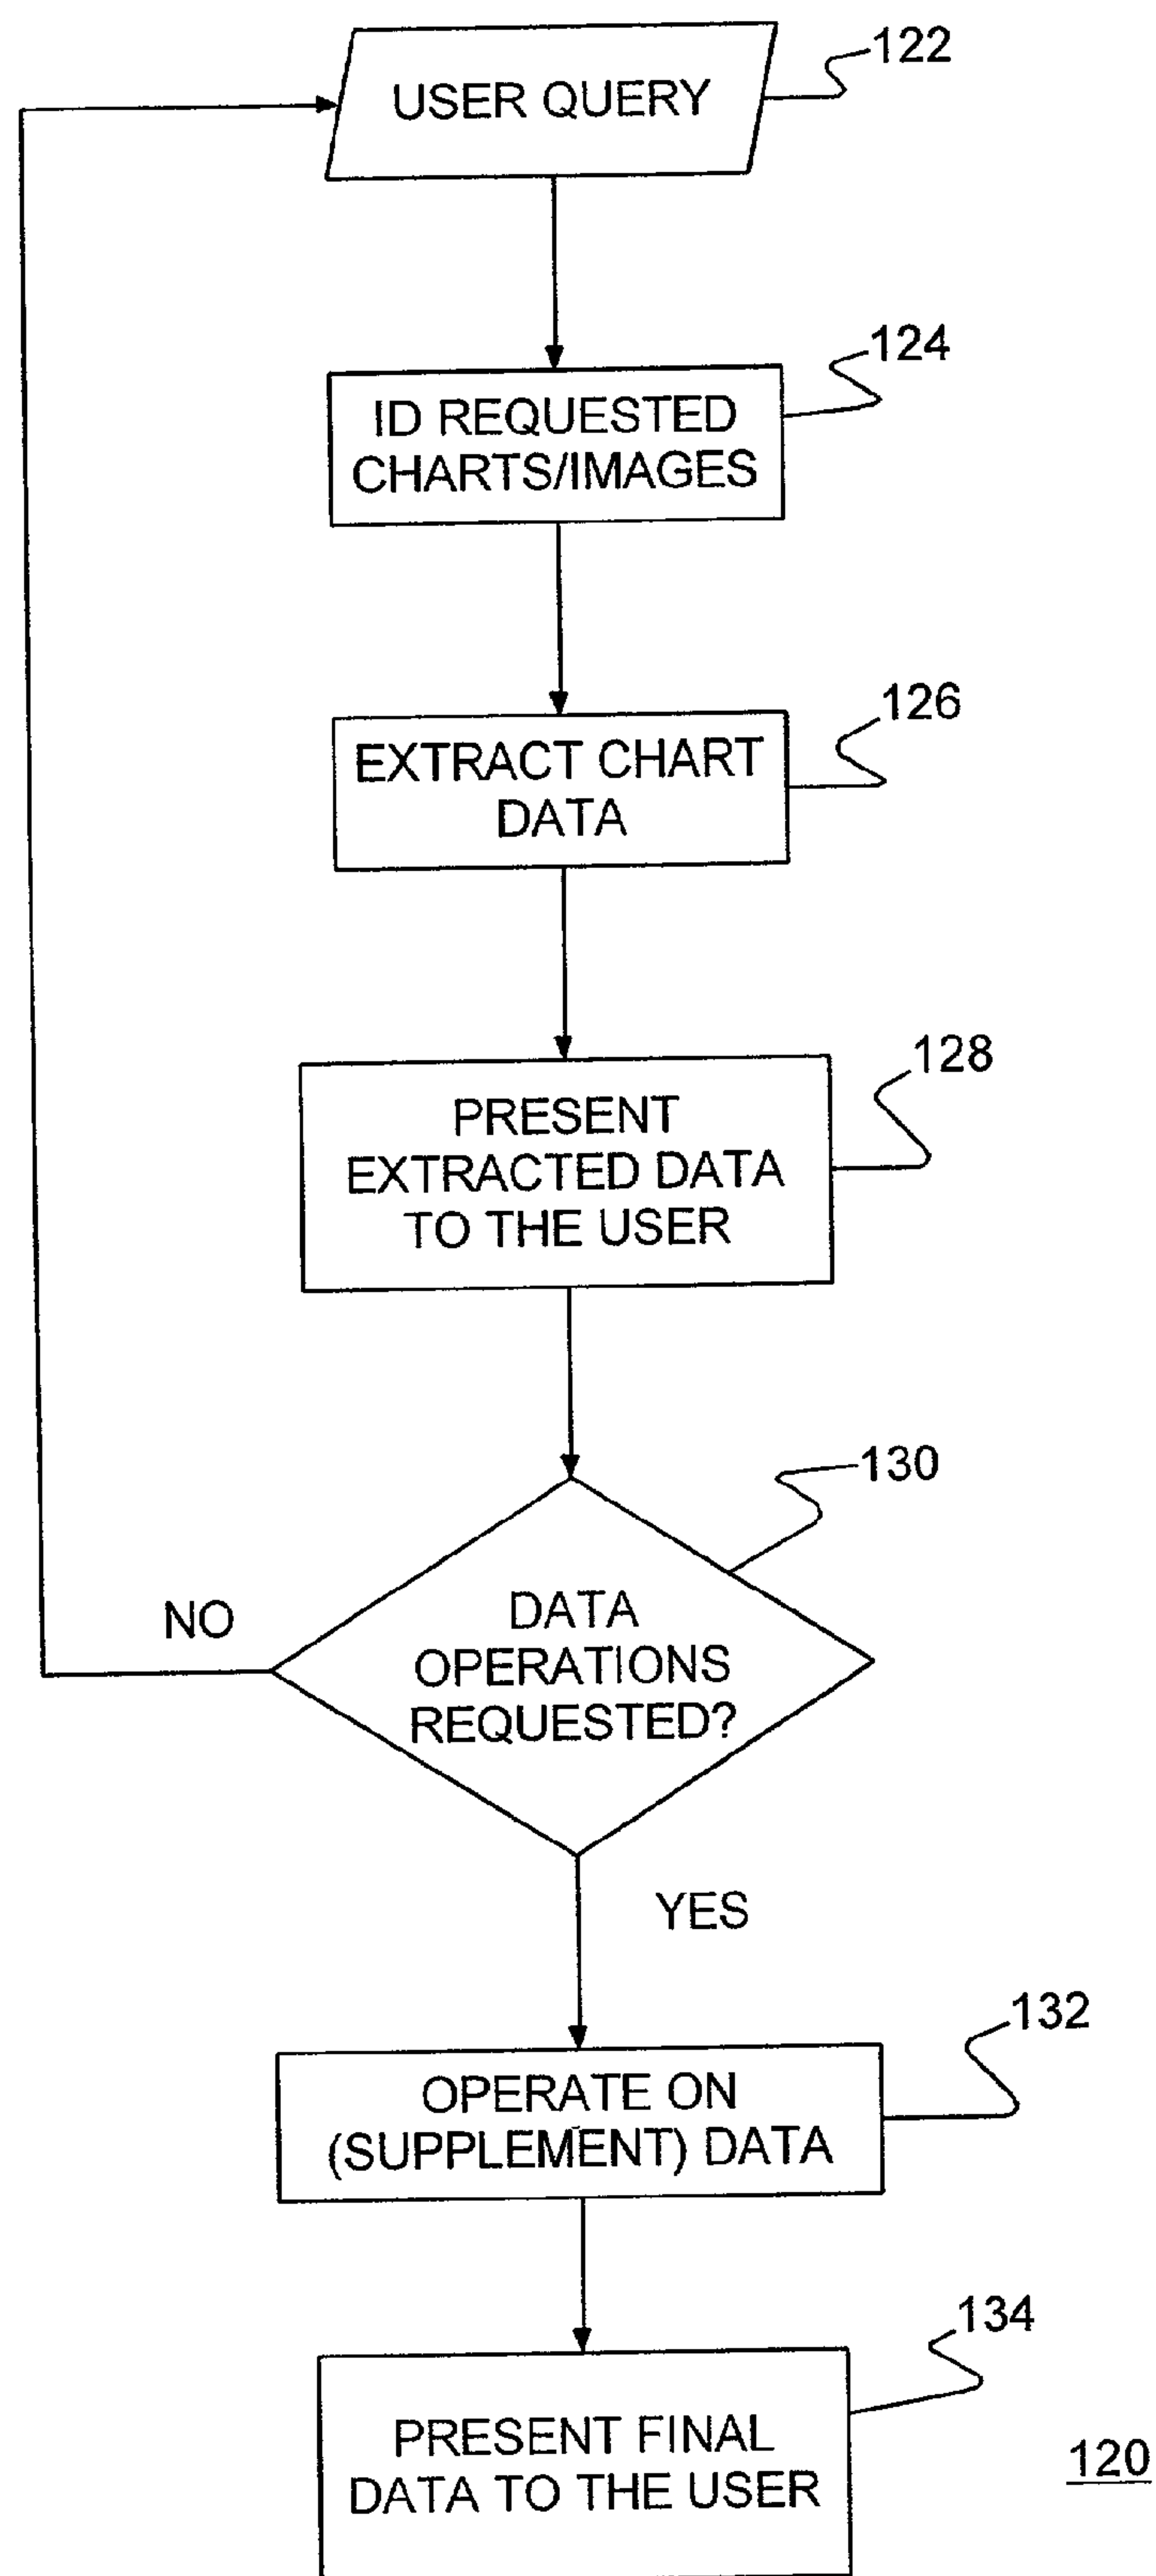 USER QUERY
122
ID REQUESTED
CHARTS/IMAGES
124
EXTRACT CHART
DATA
126
PRESENT
EXTRACTED DATA
TO THE USER
128
DATA
OPERATIONS
REQUESTED?
130
NO
YES
OPERATE ON
(SUPPLEMENT) DATA
132
PRESENT FINAL
DATA TO THE USER
134
120